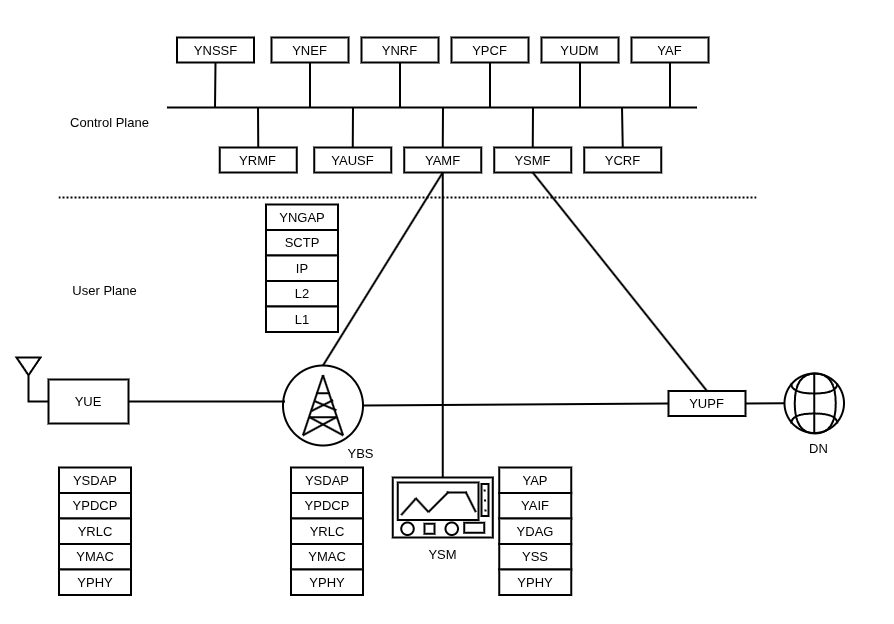 YNSSF
YNEF
YNRF
YPCF
YUDM
YAF
Control Plane
YRMF
YAUSF
YAMF
YSMF
YCRF
YNGAP
SCTP
IP
L2
L1
User Plane
YUE
YBS
YUPF
DN
YSDAP
YPDCP
YRLC
YMAC
YPHY
YSDAP
YPDCP
YRLC
YMAC
YPHY
YSM
YAP
YAIF
YDAG
YSS
YPHY